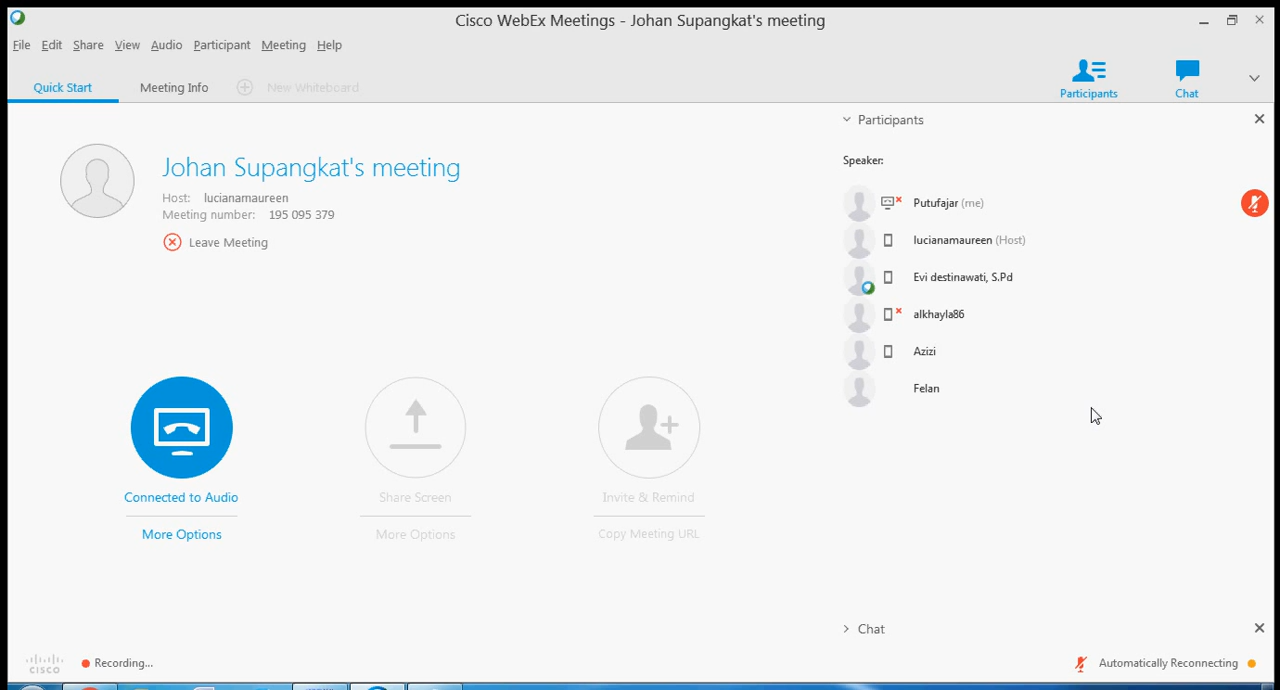 Cisco WebEx Meetings - Johan Supangkat's meeting
File Edit Share View Audio Participant Meeting Help
Quick Start Meeting Info New Whiteboard
Participants Chat
Participants
Johan Supangkat's meeting
Host: lucianamaureen
Meeting number: 195 095 379
Leave Meeting
Speaker:
Putufajar (me)
lucianamaureen (Host)
Evi destinawati, S.Pd
alkhayla86
Azizi
Felan
Connected to Audio
More Options
Share Screen
More Options
Invite & Remind
Copy Meeting URL
Chat
CISCO
Recording...
Automatically Reconnecting